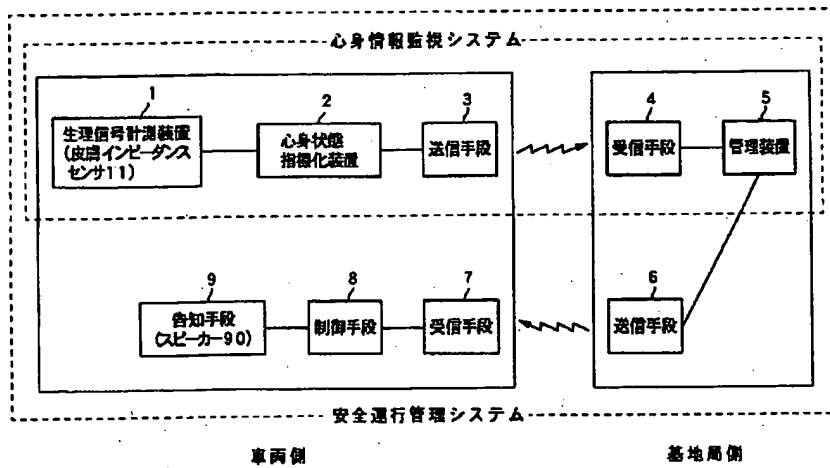 心身情報監視システム
1
2
3
4
5
生理信号計測装置
(皮膚インピーダンス
センサ11)
心身状態
指標化装置
送信手段
受信手段
管理装置
9
8
7
6
告知手段
(スピーカー90)
制御手段
受信手段
送信手段
安全運行管理システム
車両側
基地局側